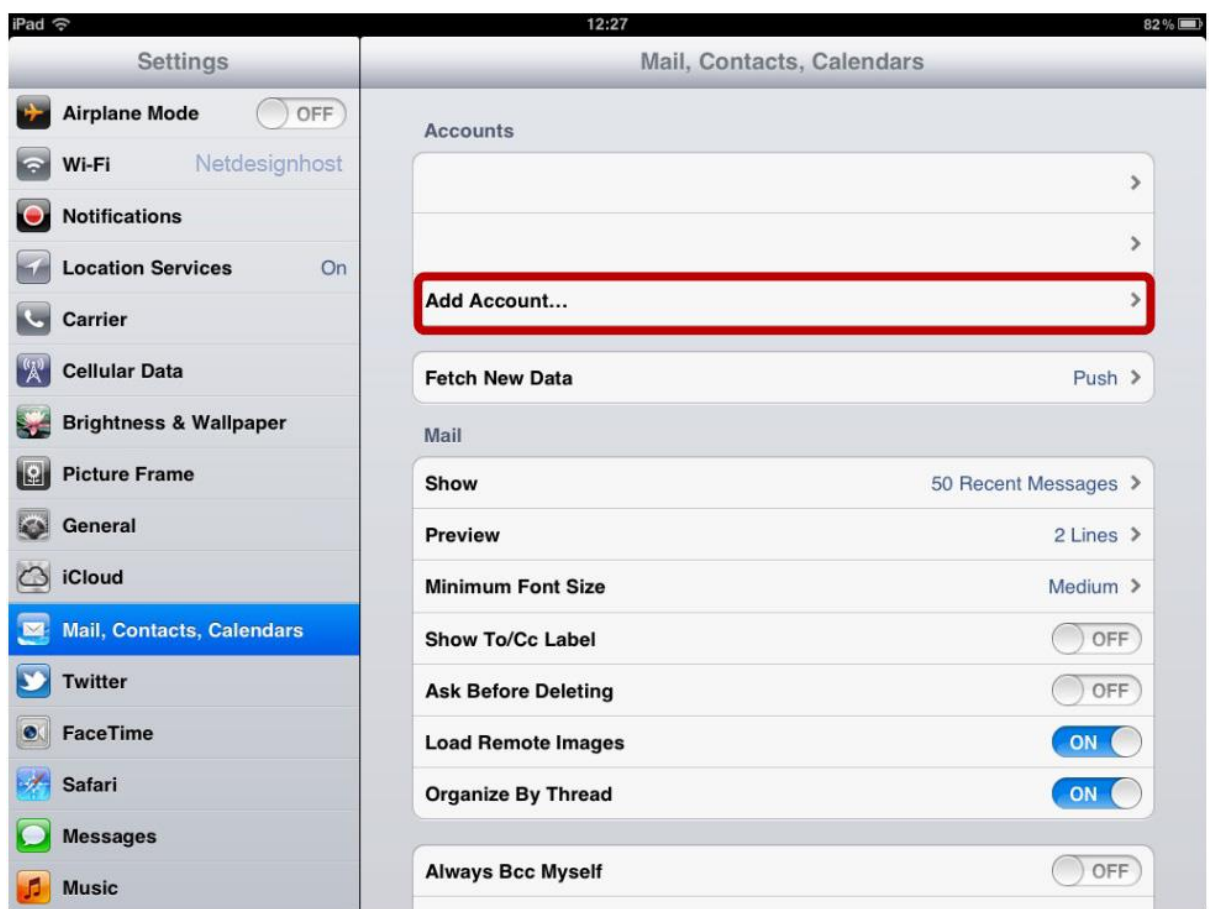 iPad 12:27 82%
Settings
Airplane Mode OFF
Wi-Fi Netdesignhost
Notifications
Location Services On
Carrier
Cellular Data
Brightness & Wallpaper
Picture Frame
General
iCloud
Mail, Contacts, Calendars
Twitter
FaceTime
Safari
Messages
Music
Mail, Contacts, Calendars
Accounts
Add Account...
Fetch New Data Push
Mail
Show 50 Recent Messages
Preview 2 Lines
Minimum Font Size Medium
Show To/Cc Label OFF
Ask Before Deleting OFF
Load Remote Images ON
Organize By Thread ON
Always Bcc Myself OFF